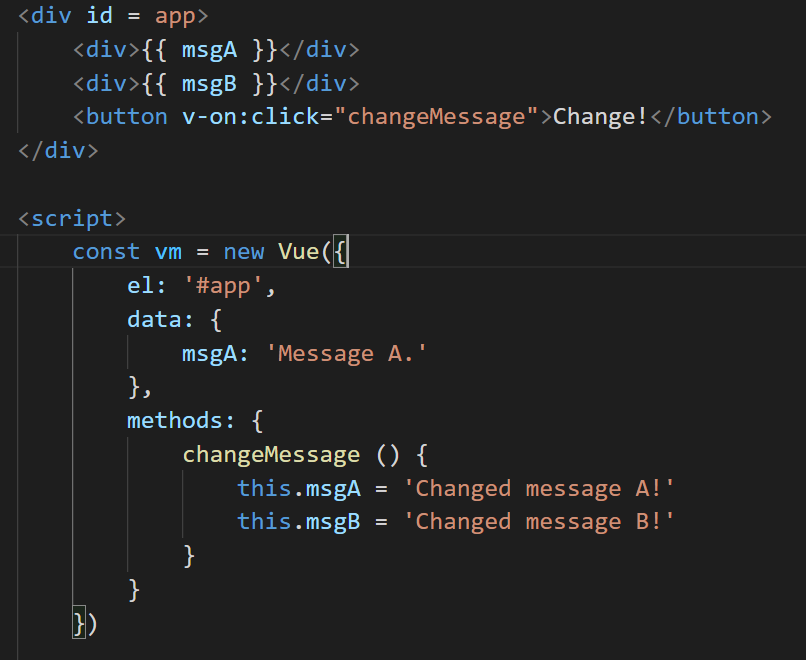 <div id = app>
    <div>{{ msgA }}</div>
    <div>{{ msgB }}</div>
    <button v-on:click="changeMessage">Change!</button>
</div>

<script>
    const vm = new Vue({
        el: '#app',
        data: {
            msgA: 'Message A.'
        },
        methods: {
            changeMessage () {
                this.msgA = 'Changed message A!'
                this.msgB = 'Changed message B!'
            }
        }
    })